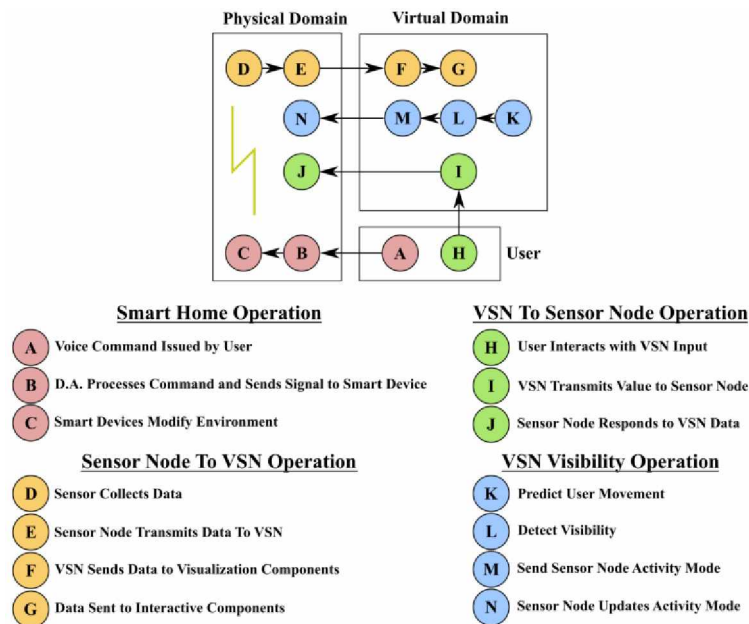 Physical Domain Virtual Domain
D E F G
N M L K
J I
C B A H User
Smart Home Operation
A Voice Command Issued by User
B D.A. Processes Command and Sends Signal to Smart Device
C Smart Devices Modify Environment
VSN To Sensor Node Operation
H User Interacts with VSN Input
I VSN Transmits Value to Sensor Node
J Sensor Node Responds to VSN Data
Sensor Node To VSN Operation
D Sensor Collects Data
E Sensor Node Transmits Data To VSN
F VSN Sends Data to Visualization Components
G Data Sent to Interactive Components
VSN Visibility Operation
K Predict User Movement
L Detect Visibility
M Send Sensor Node Activity Mode
N Sensor Node Updates Activity Mode